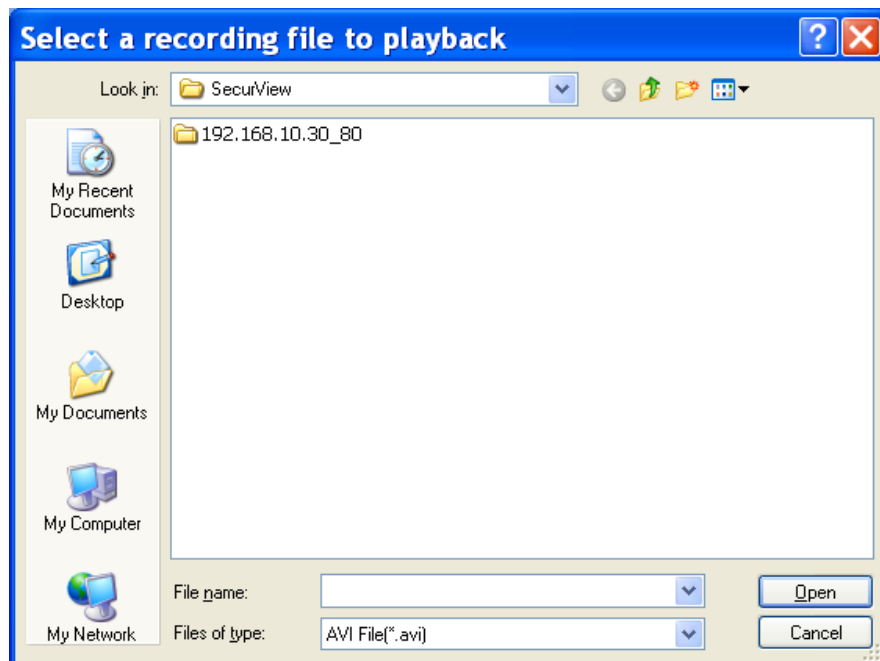 Select a recording file to playback
Look in: SecurView
192.168.10.30_80
My Recent
Documents
Desktop
My Documents
My Computer
My Network
File name:
Open
Files of type: AVI File(*.avi)
Cancel